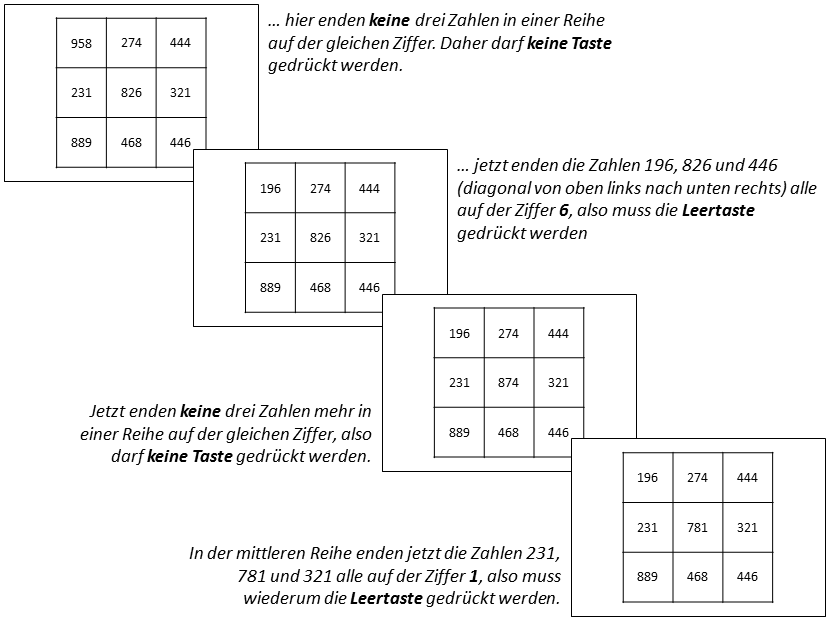 958 274 444
231 826 321
889 468 446
… hier enden keine drei Zahlen in einer Reihe
auf der gleichen Ziffer. Daher darf keine Taste
gedrückt werden.
196 274 444
231 826 321
889 468 446
… jetzt enden die Zahlen 196, 826 und 446
(diagonal von oben links nach unten rechts) alle
auf der Ziffer 6, also muss die Leertaste
gedrückt werden
196 274 444
231 874 321
889 468 446
Jetzt enden keine drei Zahlen mehr in
einer Reihe auf der gleichen Ziffer, also
darf keine Taste gedrückt werden.
196 274 444
231 781 321
889 468 446
In der mittleren Reihe enden jetzt die Zahlen 231,
781 und 321 alle auf der Ziffer 1, also muss
wiederum die Leertaste gedrückt werden.